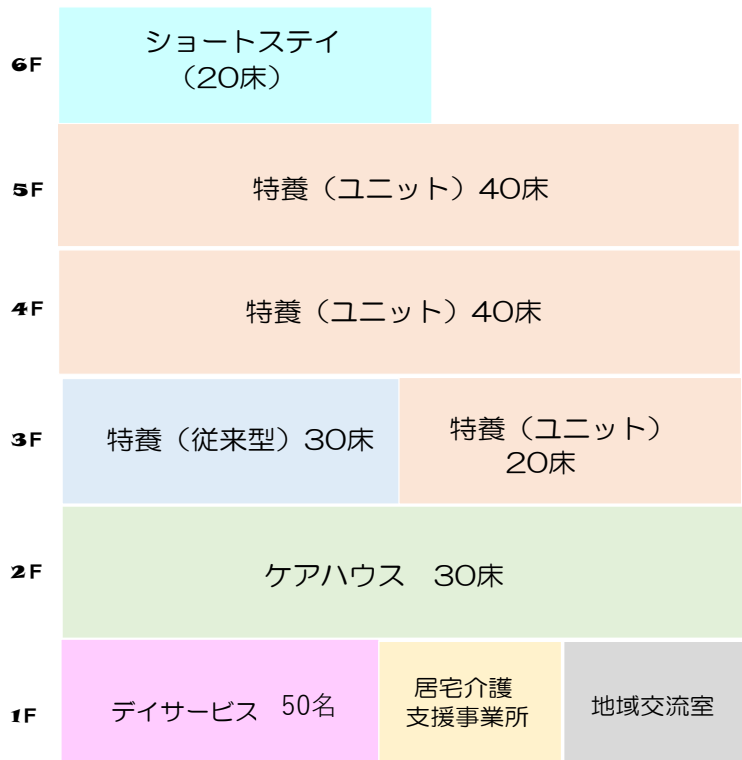 6F
ショートステイ
（20床）
5F
特養（ユニット）40床
4F
特養（ユニット）40床
3F
特養（従来型）30床
特養（ユニット）
20床
2F
ケアハウス　30床
1F
デイサービス　50名
居宅介護
支援事業所
地域交流室